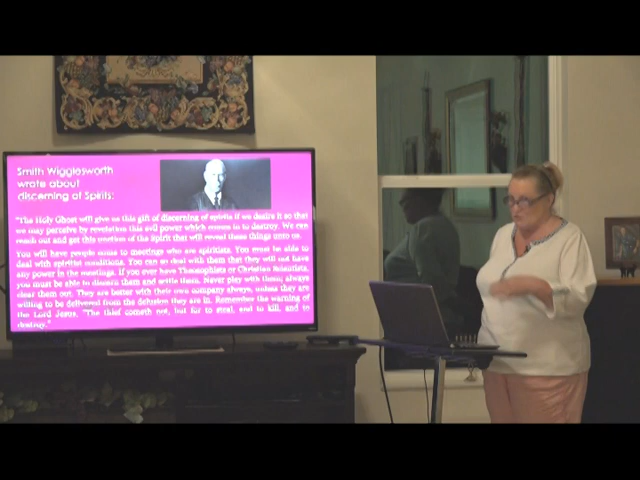 Smith Wigglesworth
wrote about
discerning of Spirits:
"The Holy Ghost will give us this gift of discerning of spirits if we desire it so that
we may perceive by revelation this evil power which comes in to destroy. We can
reach out and get this unction of the Spirit that will reveal these things unto us.
You will have people come to meetings who are spiritists. You must be able to
deal with spiritist conditions. You can so deal with them that they will not have
any power in the meetings. If you ever have Theosophists or Christian Scientists,
you must be able to discern them and settle them. Never play with them; always
clear them out. They are better with their own company always, unless they are
willing to be delivered from the delusion they are in. Remember the warning of
the Lord Jesus, "The thief cometh not, but for to steal, and to kill, and to
destroy."